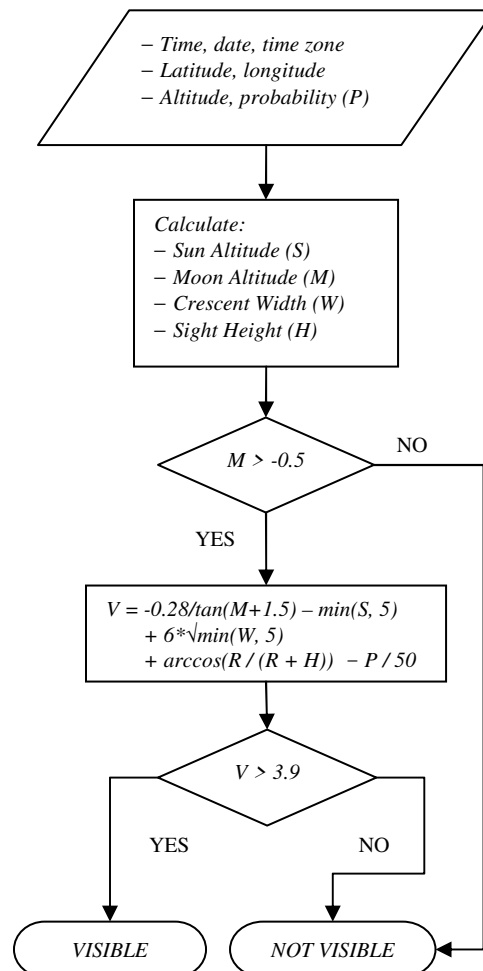 – Time, date, time zone
– Latitude, longitude
– Altitude, probability (P)
Calculate:
– Sun Altitude (S)
– Moon Altitude (M)
– Crescent Width (W)
– Sight Height (H)
M > -0.5
NO
YES
V = -0.28/tan(M+1.5) – min(S, 5)
+ 6*√min(W, 5)
+ arccos(R / (R + H)) – P / 50
V > 3.9
YES
NO
VISIBLE
NOT VISIBLE